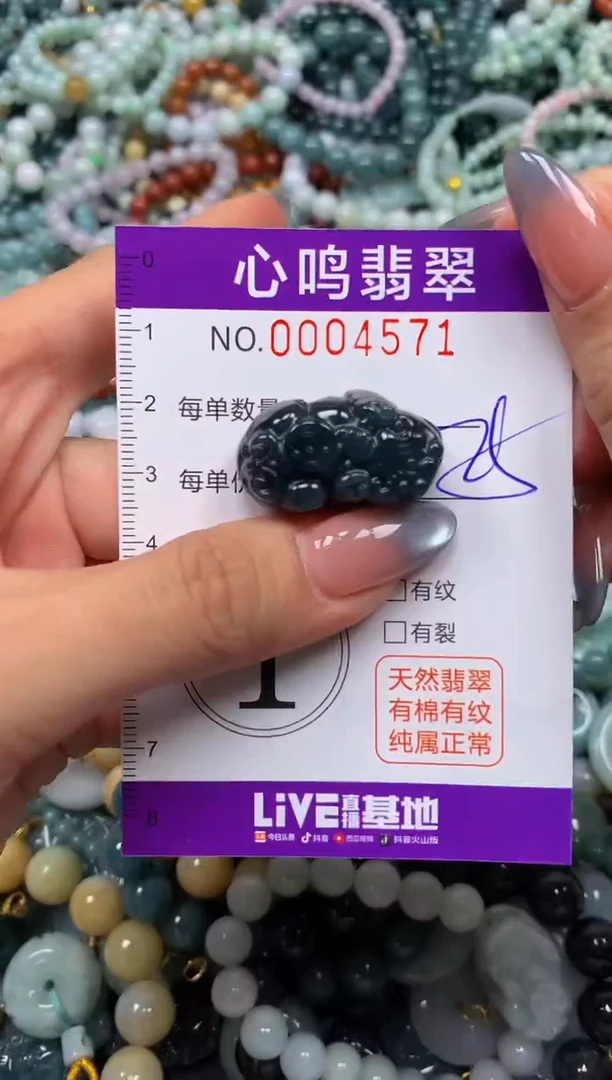 心鸣翡翠
NO.0004571
0
1
2
3
4
7
8
每单数量
每单价
□有纹
□有裂
1
天然翡翠
有棉有纹
纯属正常
LiVE直播基地
今日头条 抖音 西瓜视频 抖音火山版